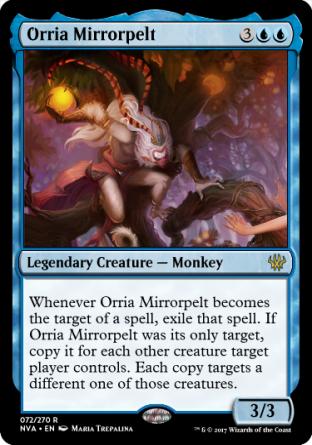 Orria Mirrorpelt 3
Legendary Creature — Monkey
Whenever Orria Mirrorpelt becomes
the target of a spell, exile that spell. If
Orria Mirrorpelt was its only target,
copy it for each other creature target
player controls. Each copy targets a
different one of those creatures.
3/3
072/270 R
NVA • EN Maria Trepalina
™ & © 2017 Wizards of the Coast